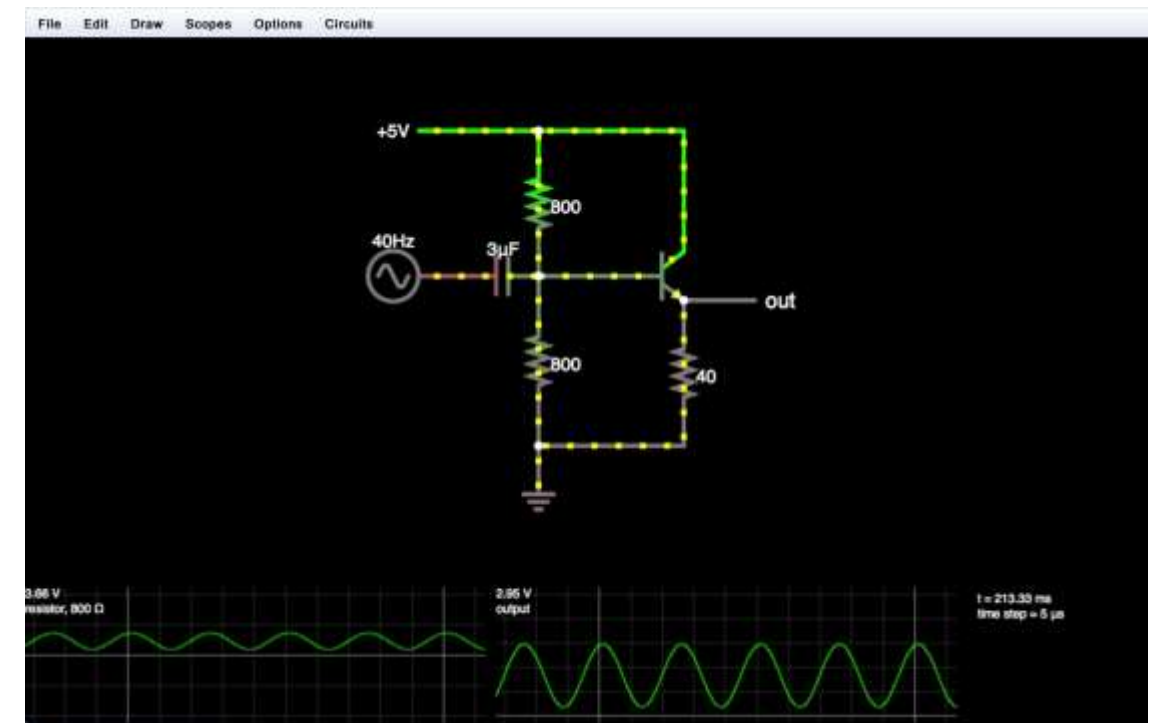 File Edit Draw Scopes Options Circuits
+5V
800
40Hz
3μF
out
800
40
3.66 V
resistor, 800 Ω
2.95 V
output
t = 213.33 ms
time step = 5 μs